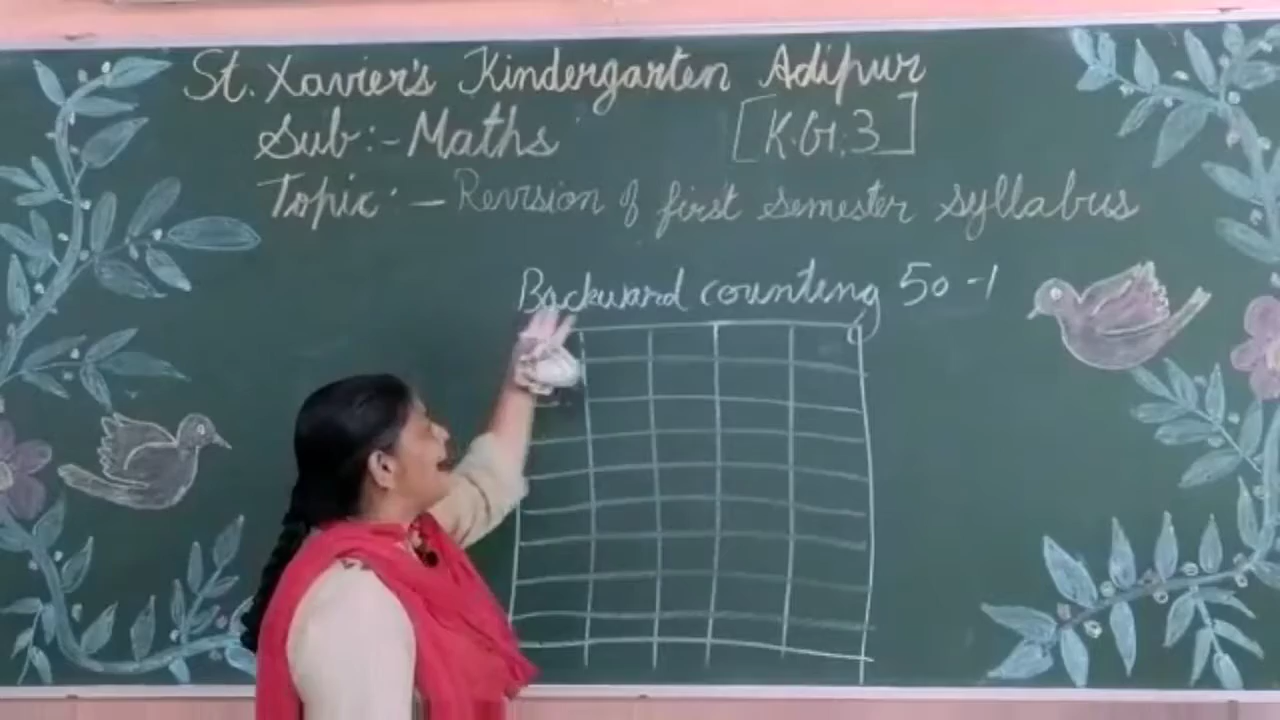 St. Xavier's Kindergarten Adipur
Sub:- Maths [K.G.3]
Topic:- Revision of first semester syllabus
Backward counting 50-1